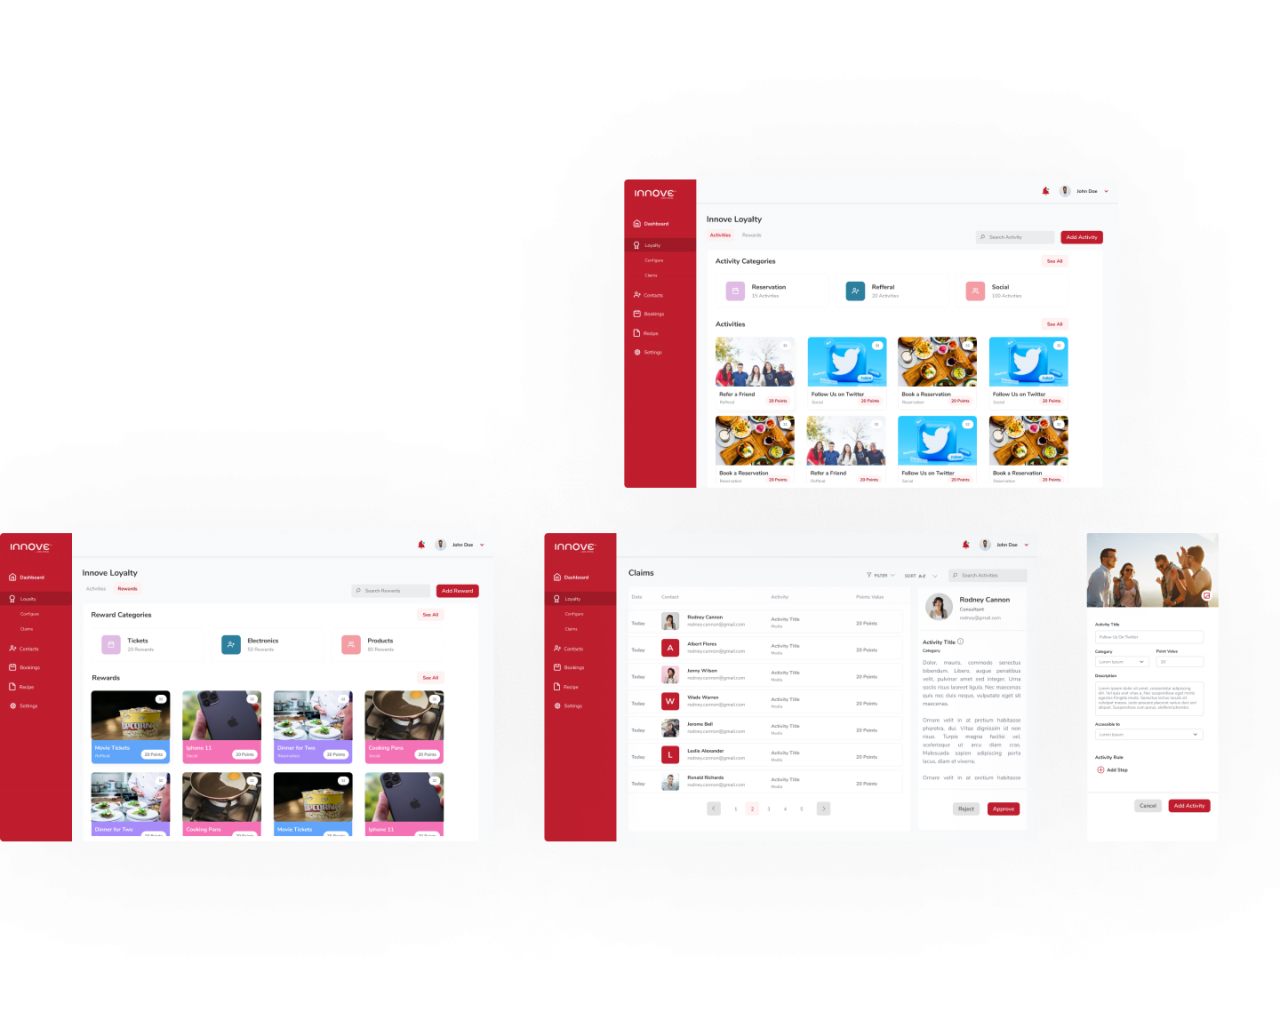 INNOVE
John Doe
Dashboard
Loyalty
Configure
Claims
Contacts
Bookings
Recipe
Settings
Innove Loyalty
Activities Rewards
Search Activity
Add Activity
Activity Categories
See All
Reservation
15 Activities
Refferal
20 Activities
Social
100 Activities
Activities
See All
Refer a Friend
Refferal
20 Points
Follow Us on Twitter
Social
20 Points
Book a Reservation
Reservation
20 Points
Follow Us on Twitter
Social
20 Points
Book a Reservation
Reservation
20 Points
Refer a Friend
Refferal
20 Points
Follow Us on Twitter
Social
20 Points
Book a Reservation
Reservation
20 Points
INNOVE
John Doe
Dashboard
Loyalty
Configure
Claims
Contacts
Bookings
Recipe
Settings
Innove Loyalty
Activities Rewards
Search Rewards
Add Reward
Reward Categories
See All
Tickets
20 Rewards
Electronics
50 Rewards
Products
80 Rewards
Rewards
See All
Movie Tickets
Refferal
20 Points
Iphone 11
Social
20 Points
Dinner for Two
Reservation
20 Points
Cooking Pans
Social
20 Points
Dinner for Two
20 Points
Cooking Pans
20 Points
Movie Tickets
20 Points
Iphone 11
20 Points
INNOVE
John Doe
Dashboard
Loyalty
Configure
Claims
Contacts
Bookings
Recipe
Settings
Claims
FILTER
SORT A-Z
Search Activities
Date Contact Activity Points Value
Today Rodney Cannon rodney.cannon@gmail.com Activity Title Media 20 Points
Today A Albert Flores rodney.cannon@gmail.com Activity Title Media 20 Points
Today Jenny Wilson rodney.cannon@gmail.com Activity Title Media 20 Points
Today W Wade Warren rodney.cannon@gmail.com Activity Title Media 20 Points
Today Jerome Bell rodney.cannon@gmail.com Activity Title Media 20 Points
Today L Leslie Alexander rodney.cannon@gmail.com Activity Title Media 20 Points
Today Ronald Richards rodney.cannon@gmail.com Activity Title Media 20 Points
< 1 2 3 4 5 >
Rodney Cannon
Consultant
rodney@gmail.com
Activity Title
Category
Dolor, mauris, commodo senectus
bibendum. Libero, augue penatibus
velit, pulvinar amet sed integer. Urna
sociis risus laoreet ligula. Nec maecenas
quis nec duis neque, vulputate eget sit
maecenas.
Ornare velit in at pretium habitasse
pharetra, dui. Vitae dignissim id non
risus. Turpis magna facilisi vel,
scelerisque ut arcu diam cras.
Malesuada sapien adipiscing porta
lacus, diam et viverra.
Ornare velit in at pretium habitasse
Reject
Approve
Activity Title
Follow Us On Twitter
Category
Point Value
Lorem Ipsum
20
Description
Accessible to
Lorem Ipsum
Activity Rule
Add Step
Cancel
Add Activity